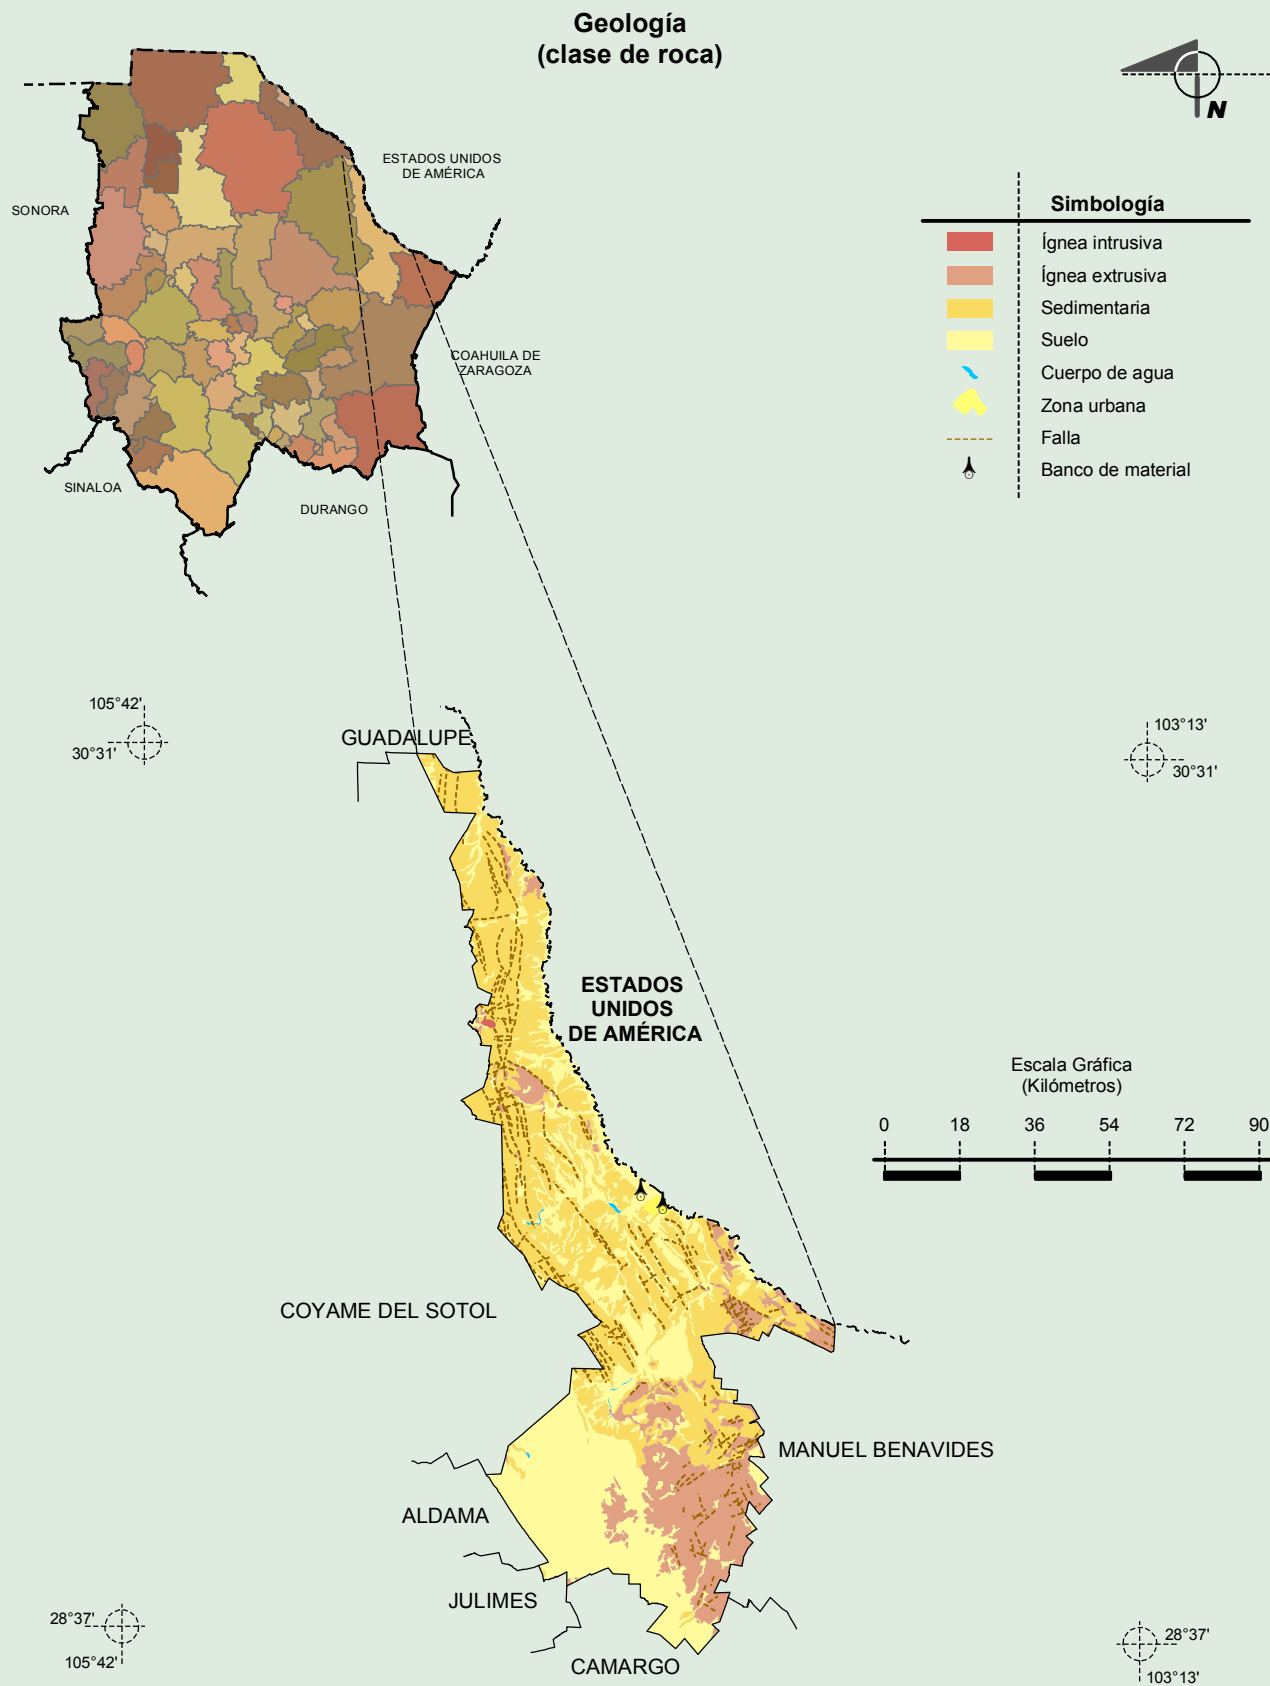 Geología
(clase de roca)
N
ESTADOS UNIDOS
DE AMÉRICA
SONORA
COAHUILA DE
ZARAGOZA
SINALOA
DURANGO
Simbología
Ígnea intrusiva
Ígnea extrusiva
Sedimentaria
Suelo
Cuerpo de agua
Zona urbana
Falla
Banco de material
105°42'
30°31'
103°13'
30°31'
GUADALUPE
ESTADOS
UNIDOS
DE AMÉRICA
Escala Gráfica
(Kilómetros)
0 18 36 54 72 90
COYAME DEL SOTOL
MANUEL BENAVIDES
ALDAMA
JULIMES
CAMARGO
28°37'
105°42'
28°37'
103°13'